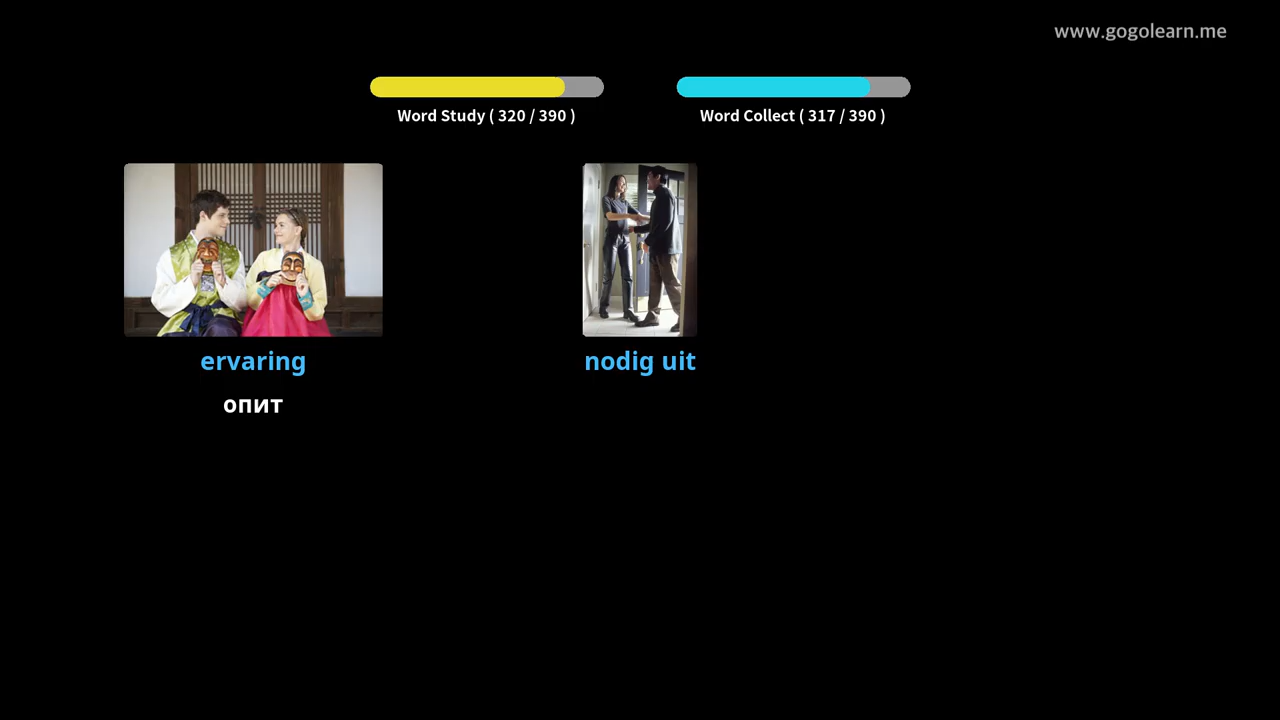 www.gogolearn.me
Word Study ( 320 / 390 )
Word Collect ( 317 / 390 )
ervaring
nodig uit
опит